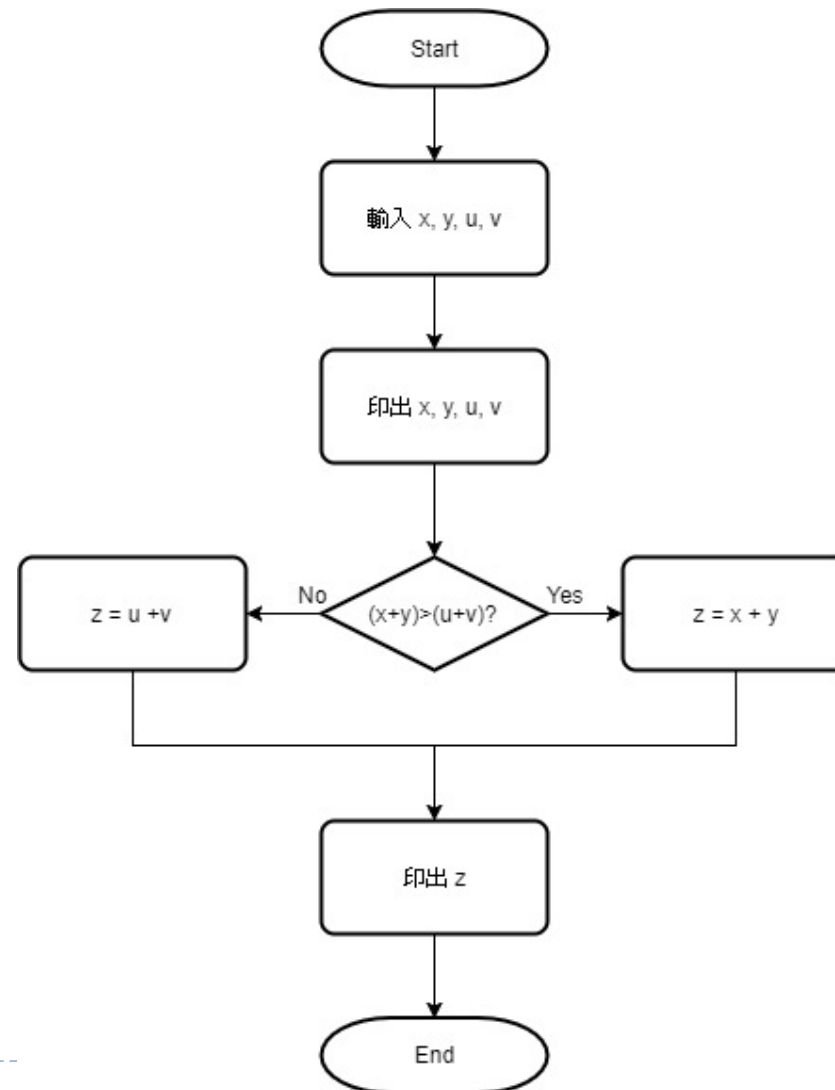 Start
輸入 x, y, u, v
印出 x, y, u, v
No
(x+y)>(u+v)?
Yes
z = u +v
z = x + y
印出 z
End